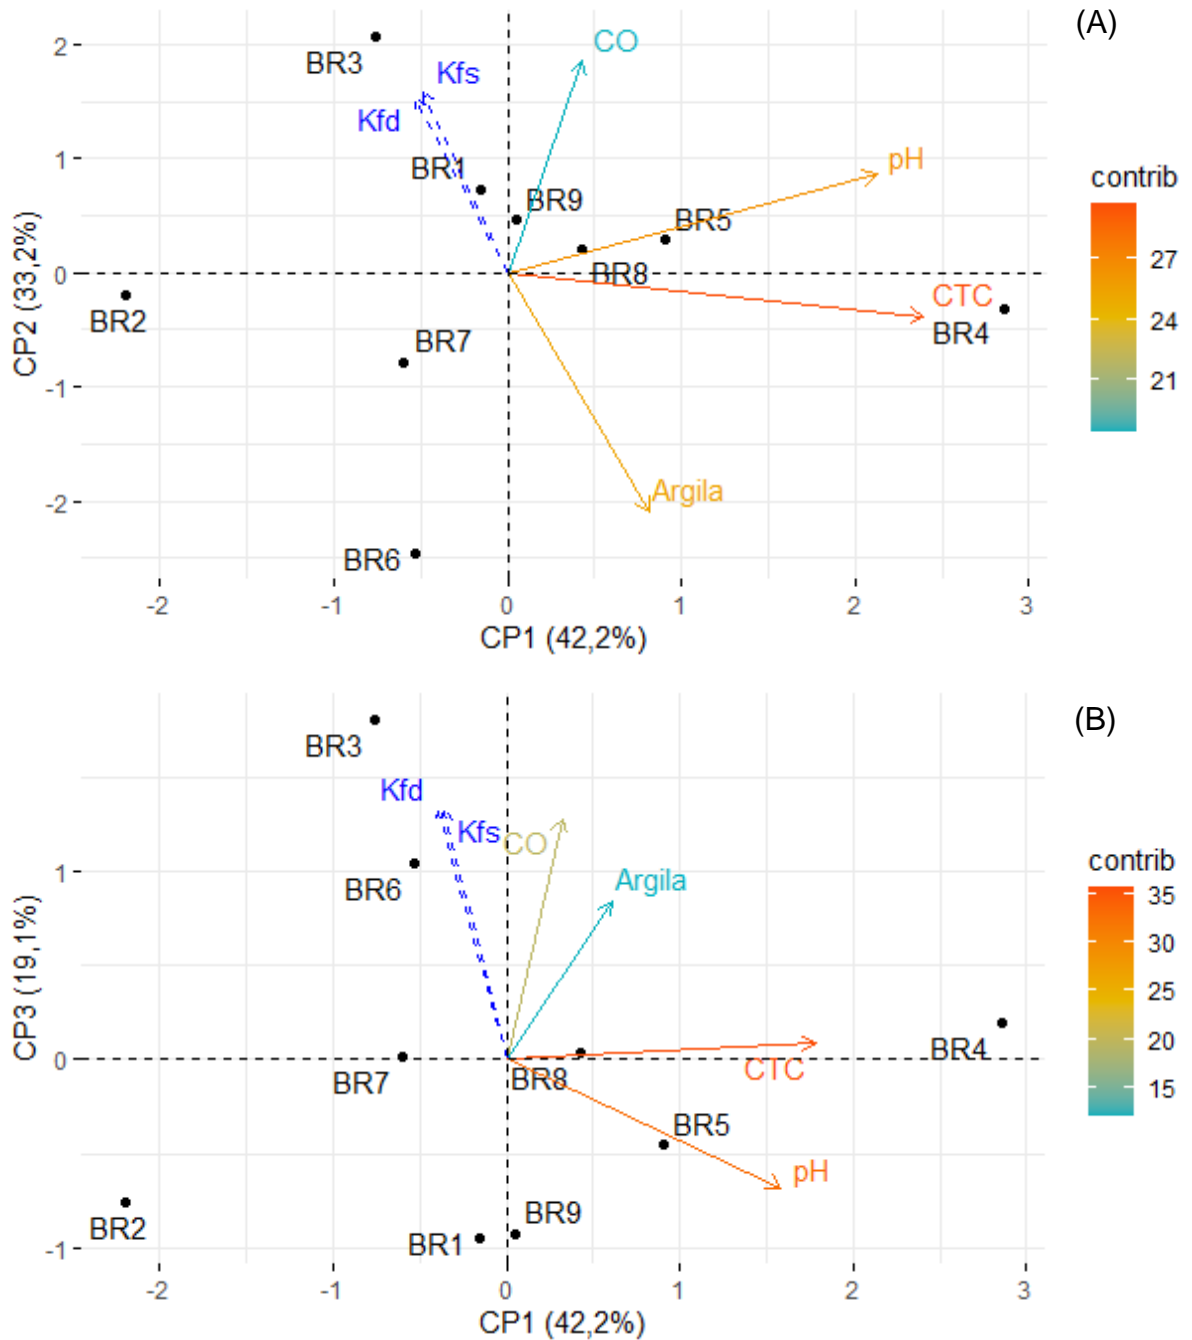 (A)
2
BR3
Kfs
CO
Kfd
1
BR1
pH
BR9
BR5
contrib
27
24
21
CP2 (33,2%)
0
BR8
CTC
BR2
BR7
BR4
-1
Argila
-2
BR6
-2
-1
0
1
2
3
CP1 (42,2%)
(B)
BR3
Kfd
Kfs
CO
contrib
35
30
25
20
15
1
BR6
Argila
CP3 (19,1%)
0
BR7
BR8
CTC
BR4
BR5
pH
BR2
BR1
BR9
-1
-2
-1
0
1
2
3
CP1 (42,2%)